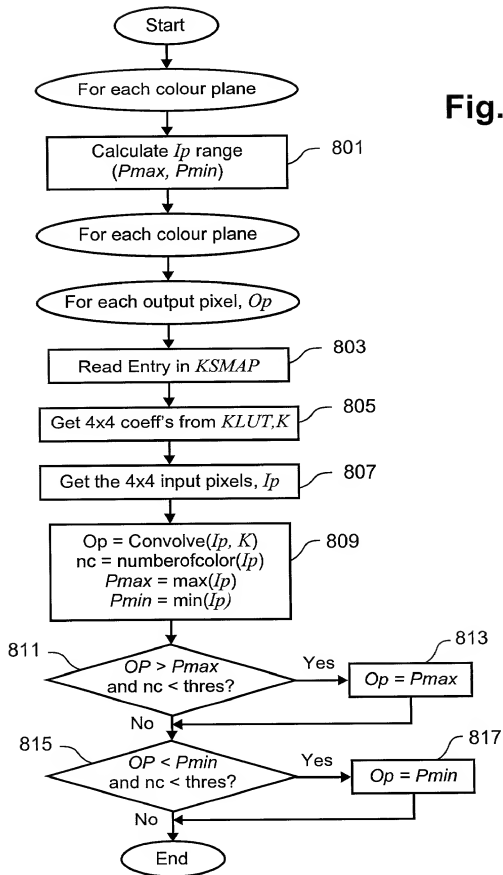 Start
For each colour plane
Fig.
Calculate Ip range
(Pmax, Pmin)
801
For each colour plane
For each output pixel, Op
Read Entry in KSMAP
803
Get 4x4 coeff's from KLUT,K
805
Get the 4x4 input pixels, Ip
807
Op = Convolve(Ip, K)
nc = numberofcolor(Ip)
Pmax = max(Ip)
Pmin = min(Ip)
809
811
OP > Pmax
and nc < thres?
Yes
813
Op = Pmax
No
815
OP < Pmin
and nc < thres?
Yes
817
Op = Pmin
No
End